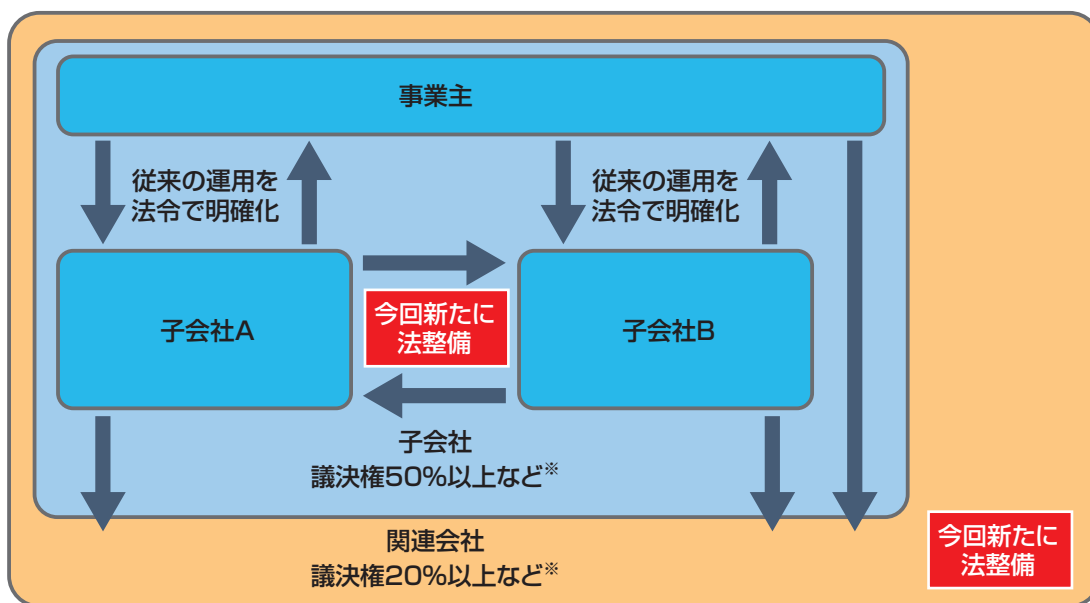 事業主
従来の運用を
法令で明確化
従来の運用を
法令で明確化
子会社A
今回新たに
法整備
子会社B
子会社
議決権50%以上など※
関連会社
議決権20%以上など※
今回新たに
法整備